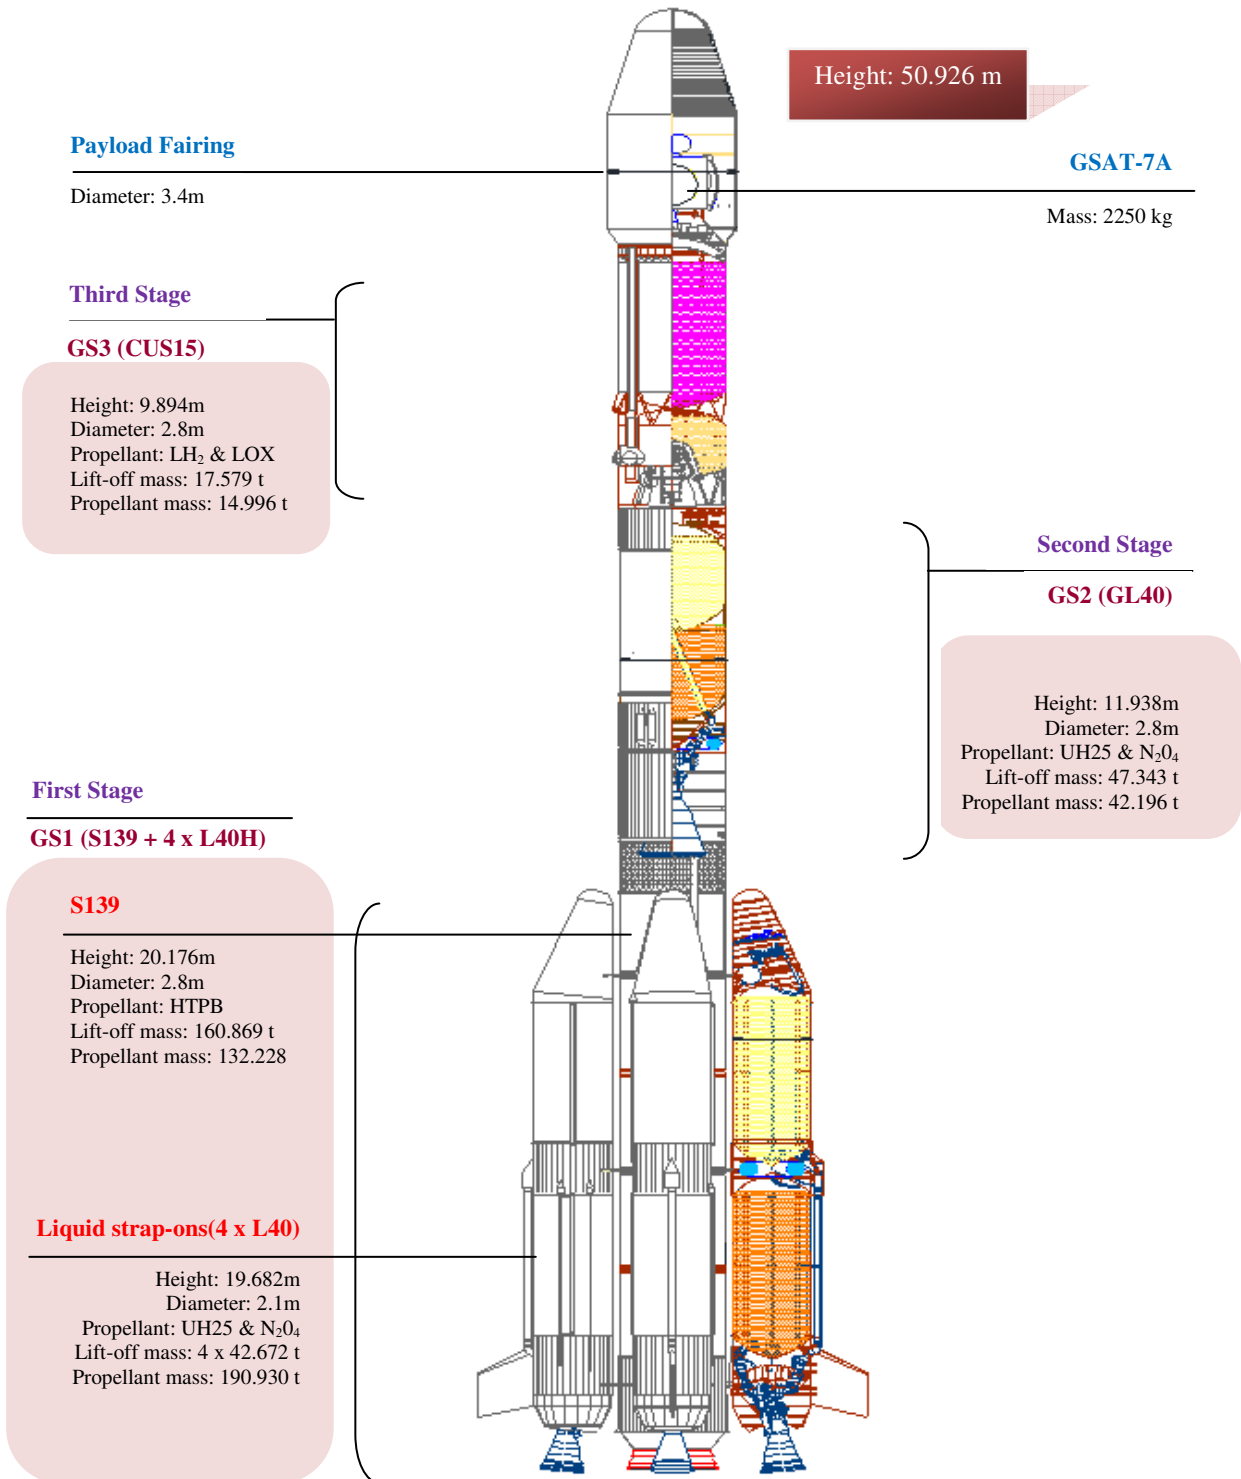 Height: 50.926 m
Payload Fairing
Diameter: 3.4m
GSAT-7A
Mass: 2250 kg
Third Stage
GS3 (CUS15)
Height: 9.894m
Diameter: 2.8m
Propellant: LH₂ & LOX
Lift-off mass: 17.579 t
Propellant mass: 14.996 t
Second Stage
GS2 (GL40)
Height: 11.938m
Diameter: 2.8m
Propellant: UH25 & N₂0₄
Lift-off mass: 47.343 t
Propellant mass: 42.196 t
First Stage
GS1 (S139 + 4 x L40H)
S139
Height: 20.176m
Diameter: 2.8m
Propellant: HTPB
Lift-off mass: 160.869 t
Propellant mass: 132.228
Liquid strap-ons(4 x L40)
Height: 19.682m
Diameter: 2.1m
Propellant: UH25 & N₂0₄
Lift-off mass: 4 x 42.672 t
Propellant mass: 190.930 t